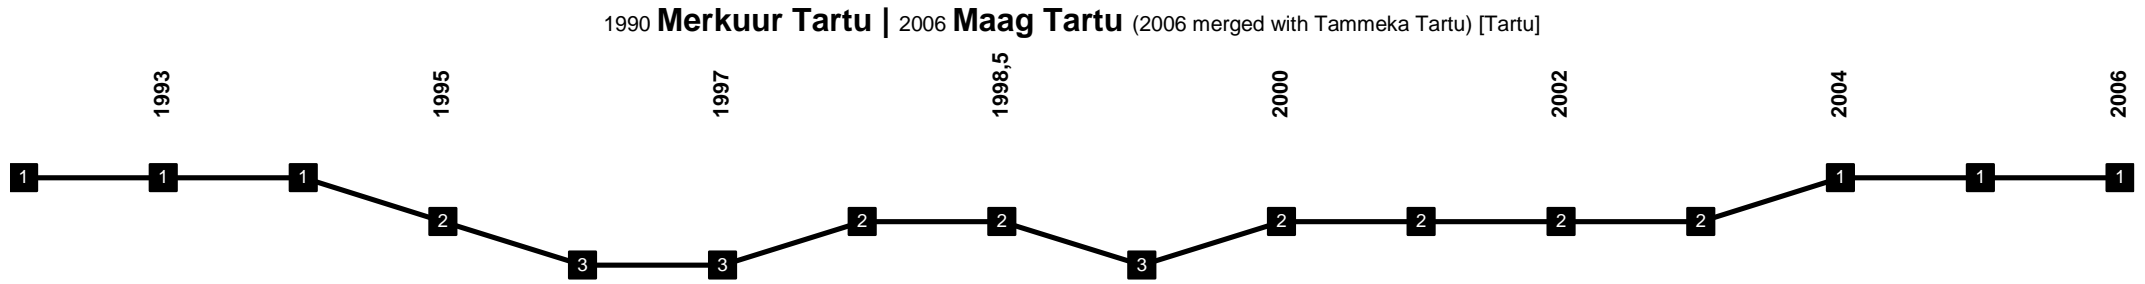 1990 Merkuur Tartu | 2006 Maag Tartu (2006 merged with Tammeka Tartu) [Tartu]
1993 1995 1997 1998,5 2000 2002 2004 2006
1 1 1 2 3 3 2 2 3 2 2 2 2 1 1 1